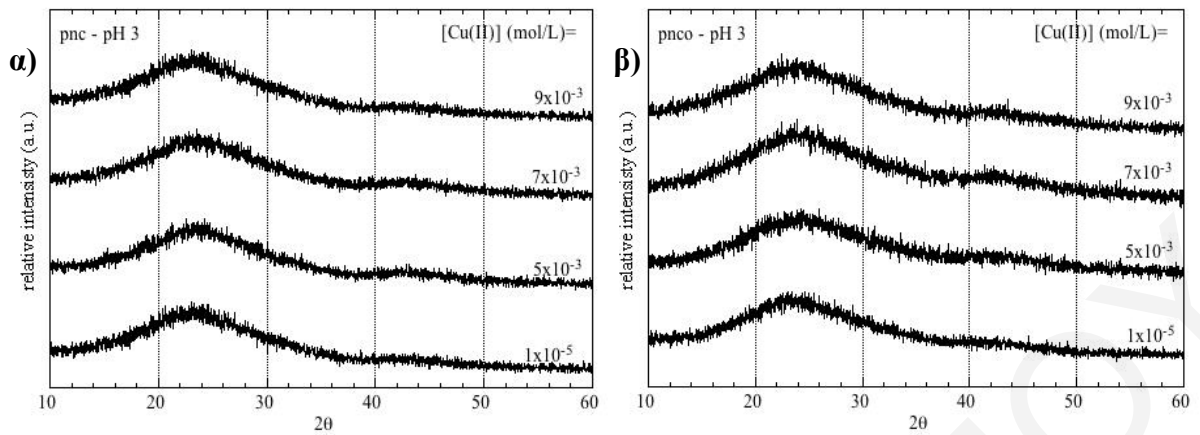 α)
pnc - pH 3
[Cu(II)] (mol/L)=
9x10⁻³
7x10⁻³
5x10⁻³
1x10⁻⁵
relative intensisty (a.u.)
10 20 30 40 50 60
2θ
β)
pnco - pH 3
[Cu(II)] (mol/L)=
9x10⁻³
7x10⁻³
5x10⁻³
1x10⁻⁵
relative intensisty (a.u.)
10 20 30 40 50 60
2θ